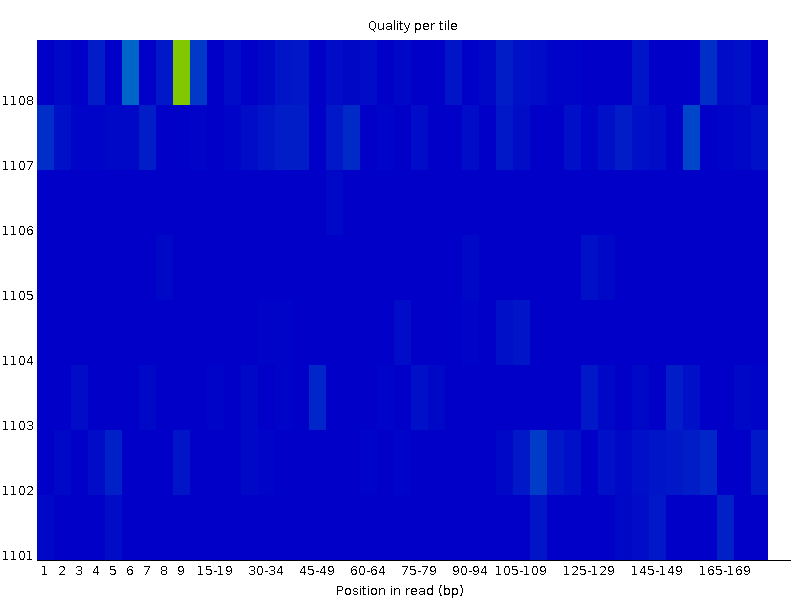 Quality per tile
1108
1107
1106
1105
1104
1103
1102
1101
1 2 3 4 5 6 7 8 9 15-19 30-34 45-49 60-64 75-79 90-94 105-109 125-129 145-149 165-169
Position in read (bp)